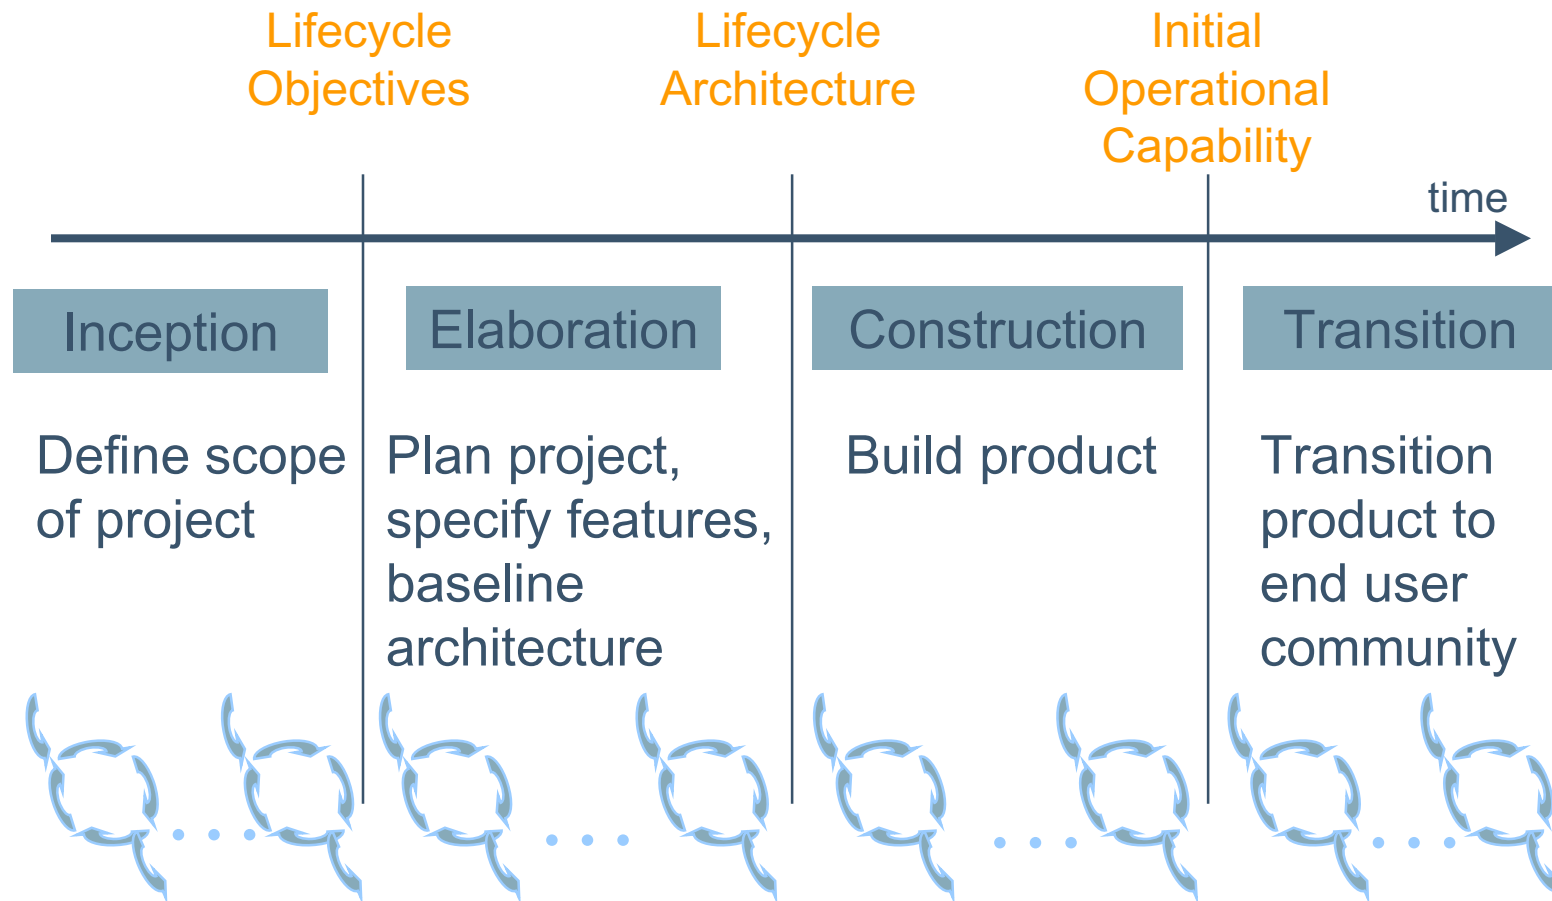 Lifecycle
Objectives
Lifecycle
Architecture
Initial
Operational
Capability
time
Inception
Elaboration
Construction
Transition
Define scope
of project
Plan project,
specify features,
baseline
architecture
Build product
Transition
product to
end user
community